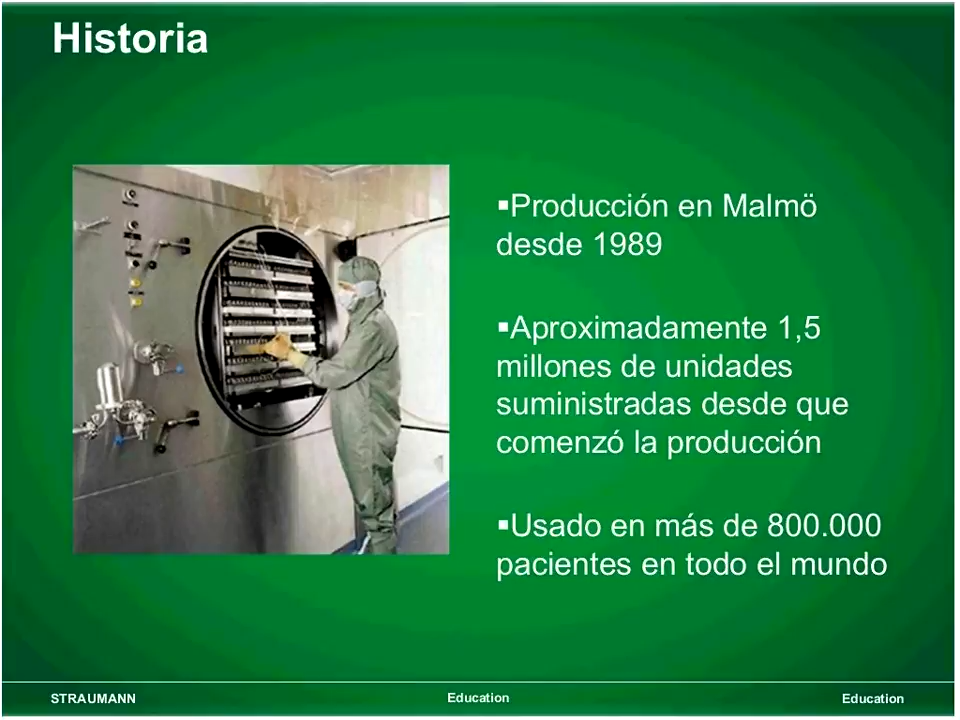 Historia
▪Producción en Malmö
desde 1989
▪Aproximadamente 1,5
millones de unidades
suministradas desde que
comenzó la producción
▪Usado en más de 800.000
pacientes en todo el mundo
STRAUMANN
Education
Education